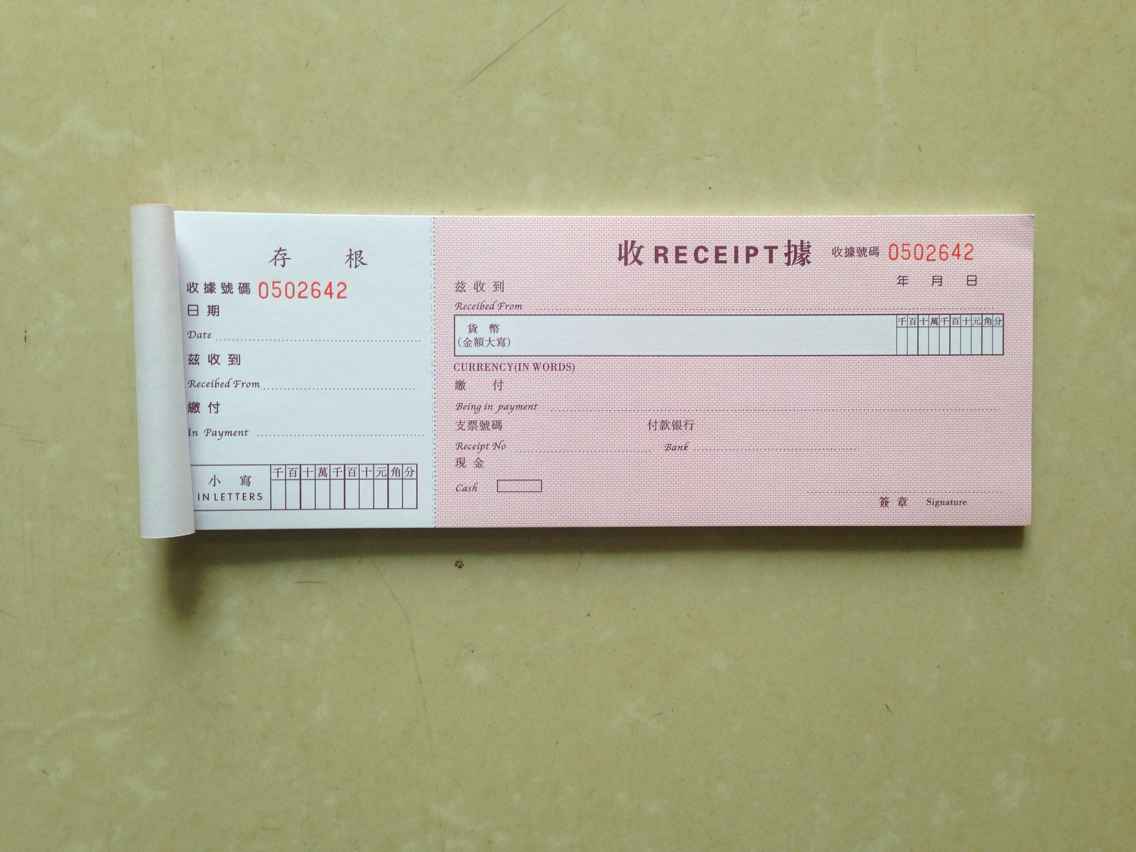 存 根
收據號碼 0502642
日期
Date
茲收到
Receibed From
繳付
In Payment
小 寫 千百十萬千百十元角分
IN LETTERS
收 RECEIPT 據 收據號碼 0502642
年 月 日
茲收到
Receibed From
貨 幣 千百十萬千百十元角分
(金額大寫)
CURRENCY(IN WORDS)
繳 付
Being in payment
支票號碼 付款銀行
Receipt No Bank
現金
Cash
簽 章 Signature